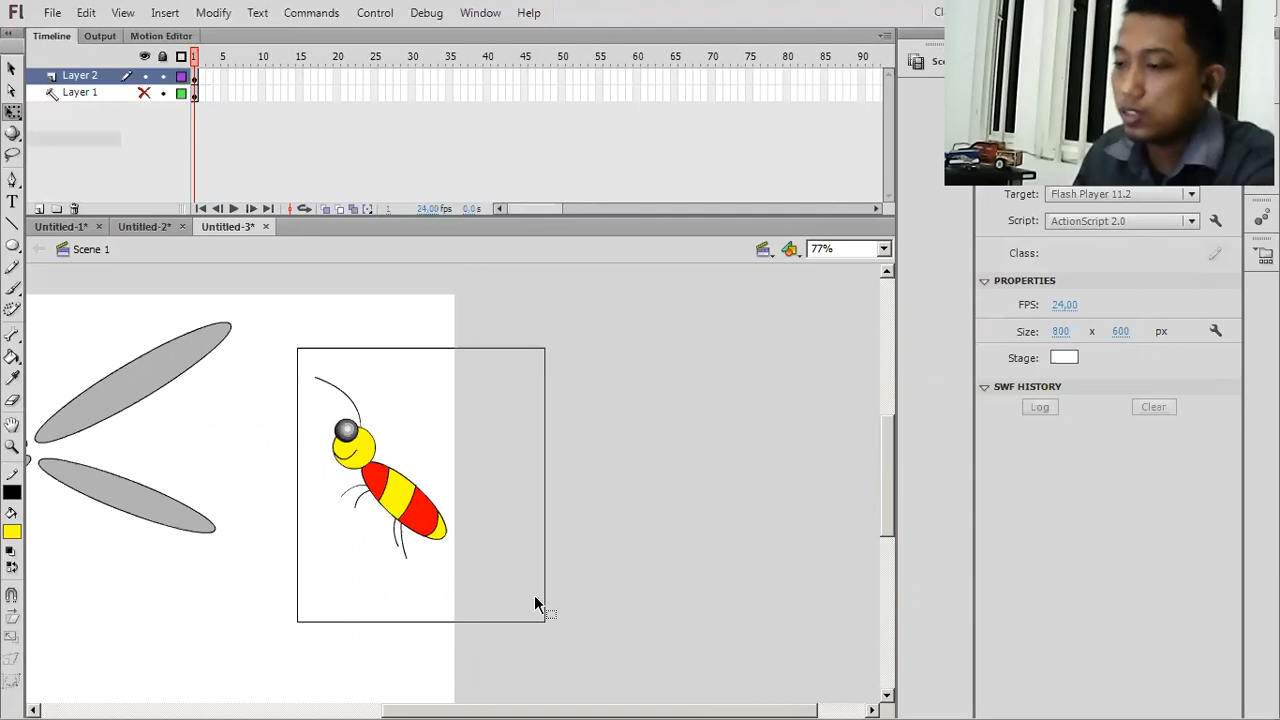 Fl File Edit View Insert Modify Text Commands Control Debug Window Help
Timeline Output Motion Editor
1 5 10 15 20 25 30 35 40 45 50 55 60 65 70 75 80 85 90
Layer 2
Layer 1
1 24,00 fps 0,0 s
Untitled-1* Untitled-2* Untitled-3*
Scene 1 77%
Target: Flash Player 11.2
Script: ActionScript 2.0
Class:
PROPERTIES
FPS: 24,00
Size: 800 x 600 px
Stage:
SWF HISTORY
Log Clear